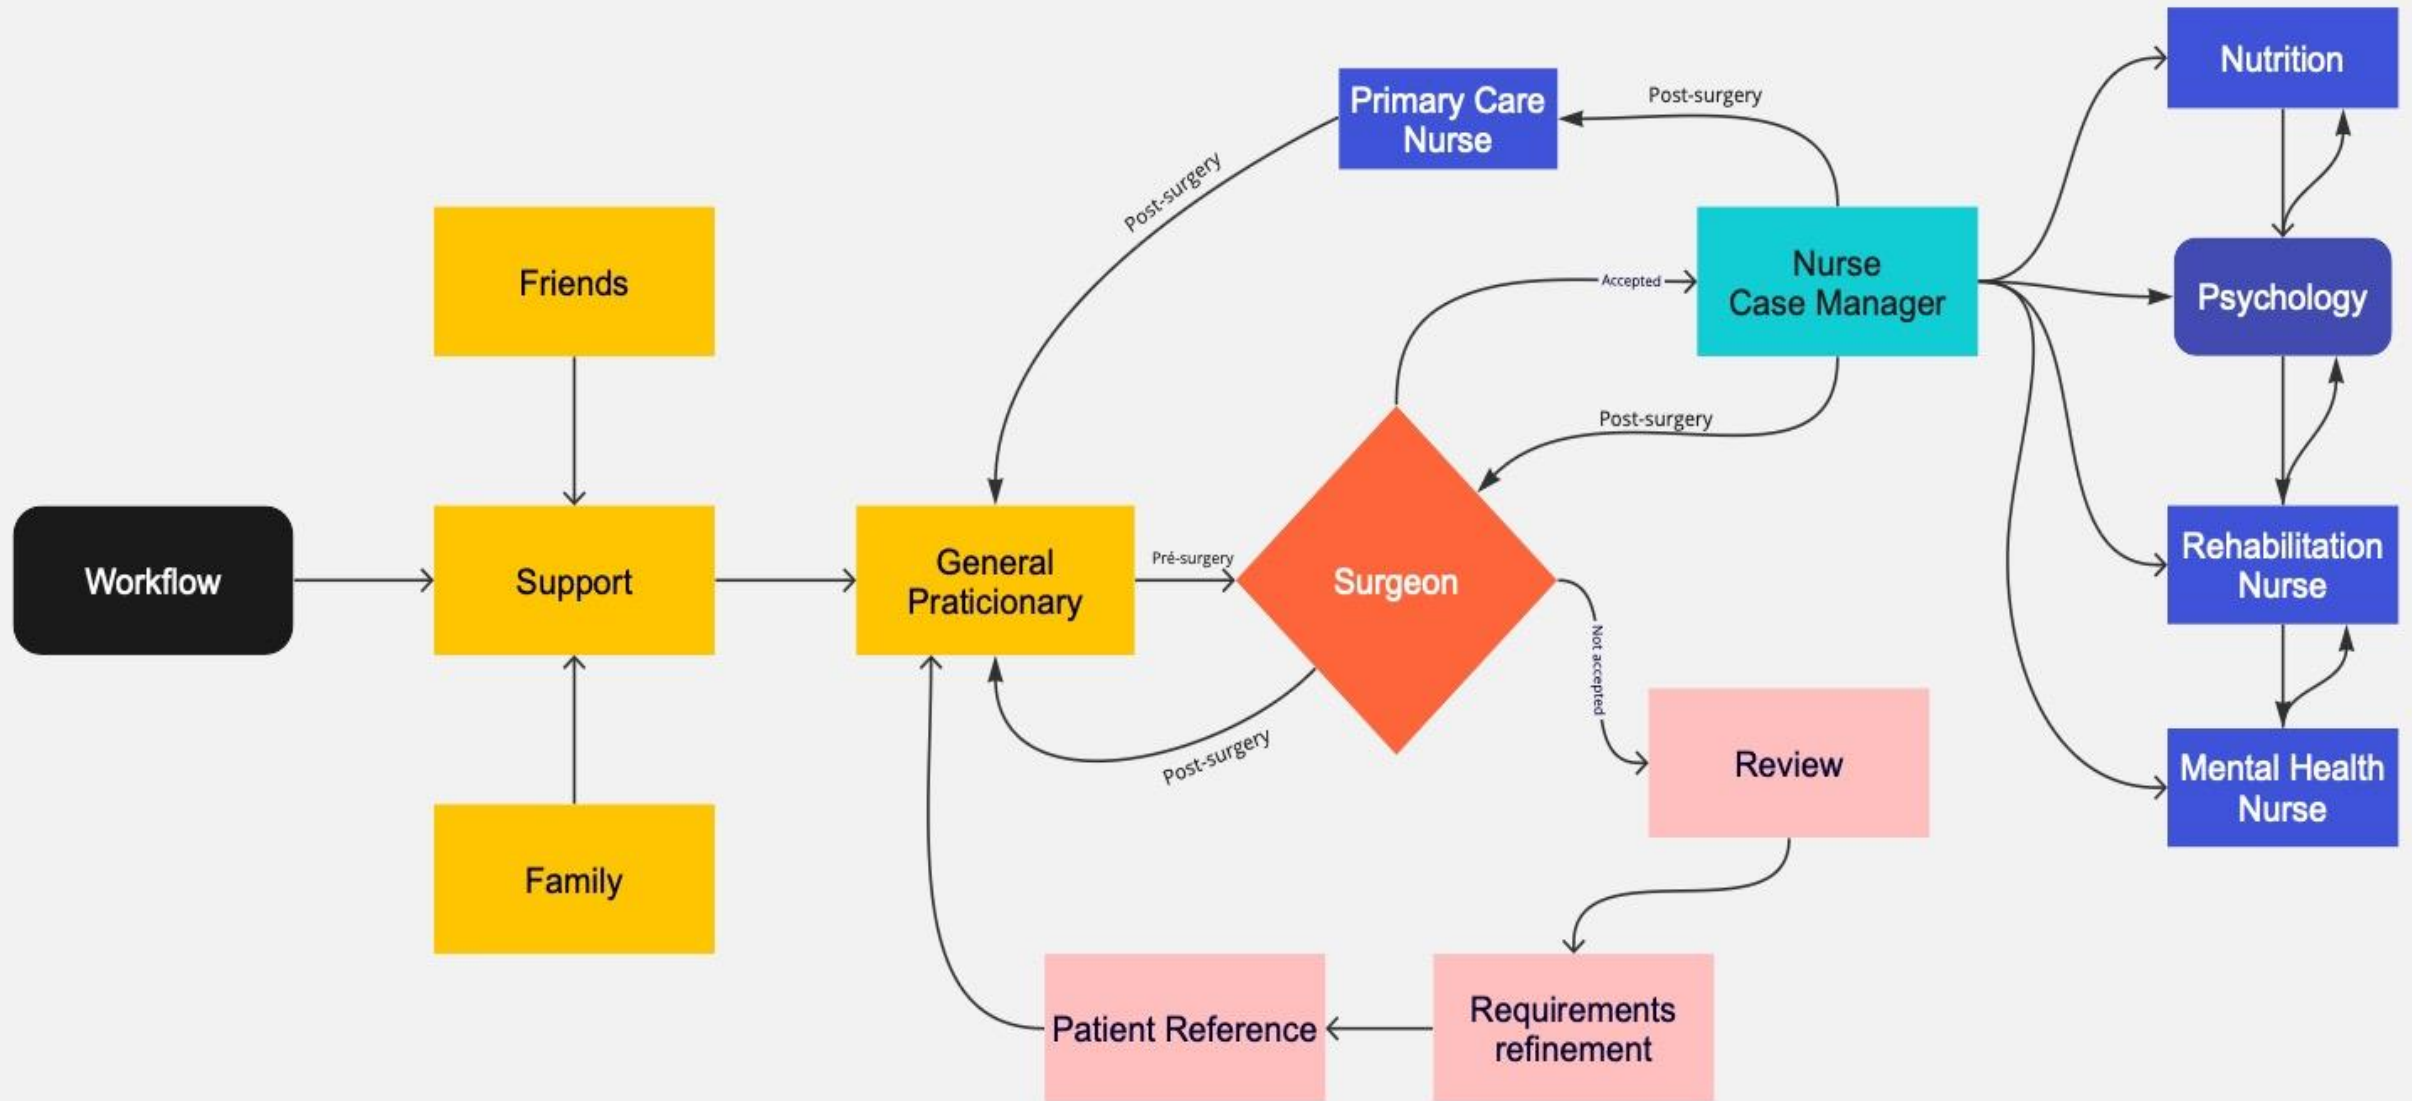 Nutrition
Primary Care
Nurse
Post-surgery
Post-surgery
Friends
Nurse
Case Manager
Accepted
Psychology
Post-surgery
Workflow
Support
General
Praticionary
Pré-surgery
Surgeon
Rehabilitation
Nurse
Not accepted
Post-surgery
Review
Mental Health
Nurse
Family
Patient Reference
Requirements
refinement